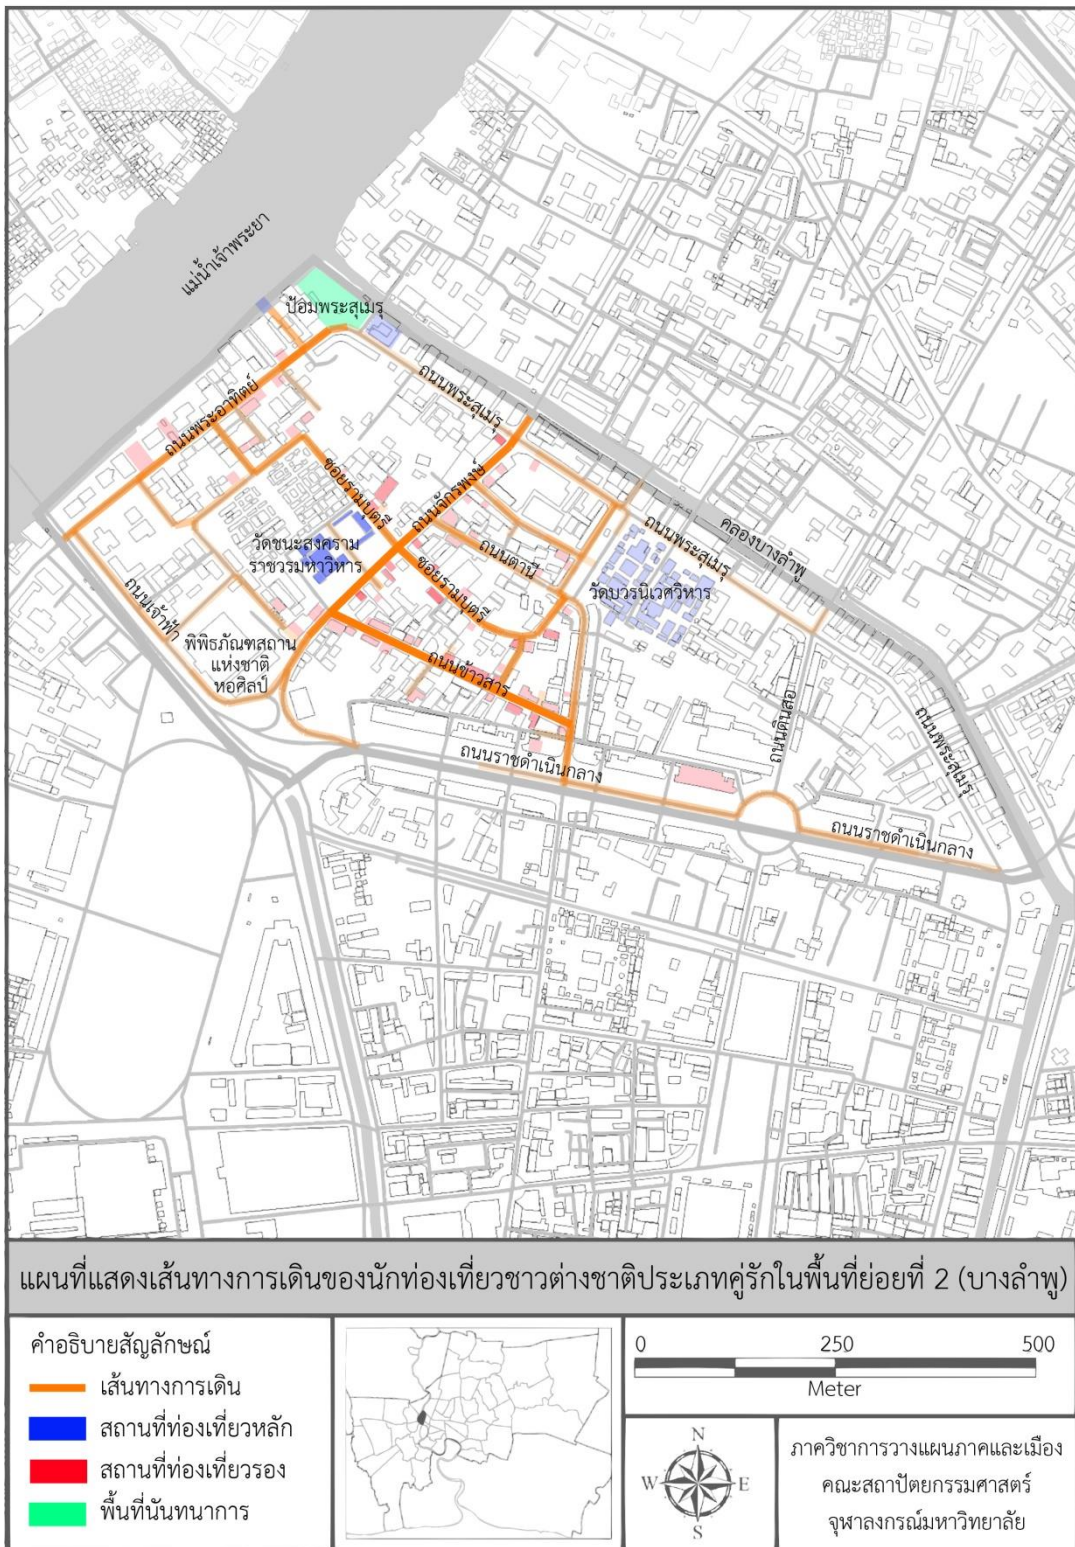 แม่น้ำเจ้าพระยา
ป้อมพระสุเมรุ
ถนนพระอาทิตย์
ถนนพระสุเมรุ
ซอยรามบุตรี
ถนนจักรพงษ์
วัดชนะสงคราม
ราชวรมหาวิหาร
ถนนตานี
ซอยรามบุตรี
ถนนพระสุเมรุ
คลองบางลำพู
วัดบวรนิเวศวิหาร
ถนนเจ้าฟ้า
พิพิธภัณฑสถาน
แห่งชาติ
หอศิลป์
ถนนข้าวสาร
ถนนดินสอ
ถนนพระสุเมรุ
ถนนราชดำเนินกลาง
ถนนราชดำเนินกลาง
แผนที่แสดงเส้นทางการเดินของนักท่องเที่ยวชาวต่างชาติประเภทคู่รักในพื้นที่ย่อยที่ 2 (บางลำพู)
คำอธิบายสัญลักษณ์
เส้นทางการเดิน
สถานที่ท่องเที่ยวหลัก
สถานที่ท่องเที่ยวรอง
พื้นที่นันทนาการ
0 250 500
Meter
N
W E
S
ภาควิชาการวางแผนภาคและเมือง
คณะสถาปัตยกรรมศาสตร์
จุฬาลงกรณ์มหาวิทยาลัย